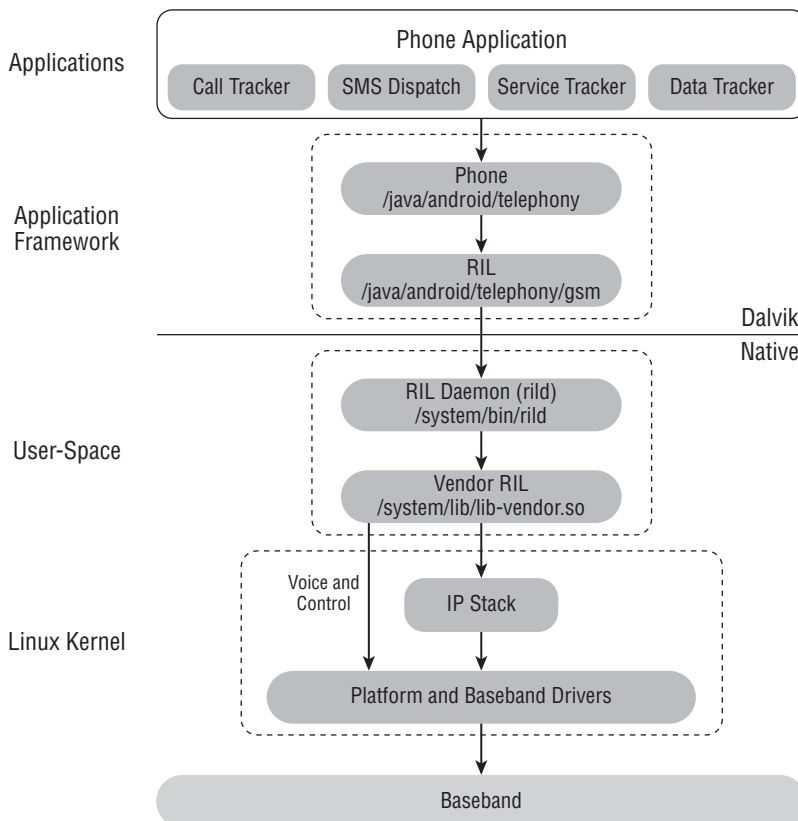 Phone Application
Applications
Call Tracker
SMS Dispatch
Service Tracker
Data Tracker
Phone
/java/android/telephony
Application
Framework
RIL
/java/android/telephony/gsm
Dalvik
Native
RIL Daemon (rild)
/system/bin/rild
User-Space
Vendor RIL
/system/lib/lib-vendor.so
Voice and
Control
IP Stack
Linux Kernel
Platform and Baseband Drivers
Baseband